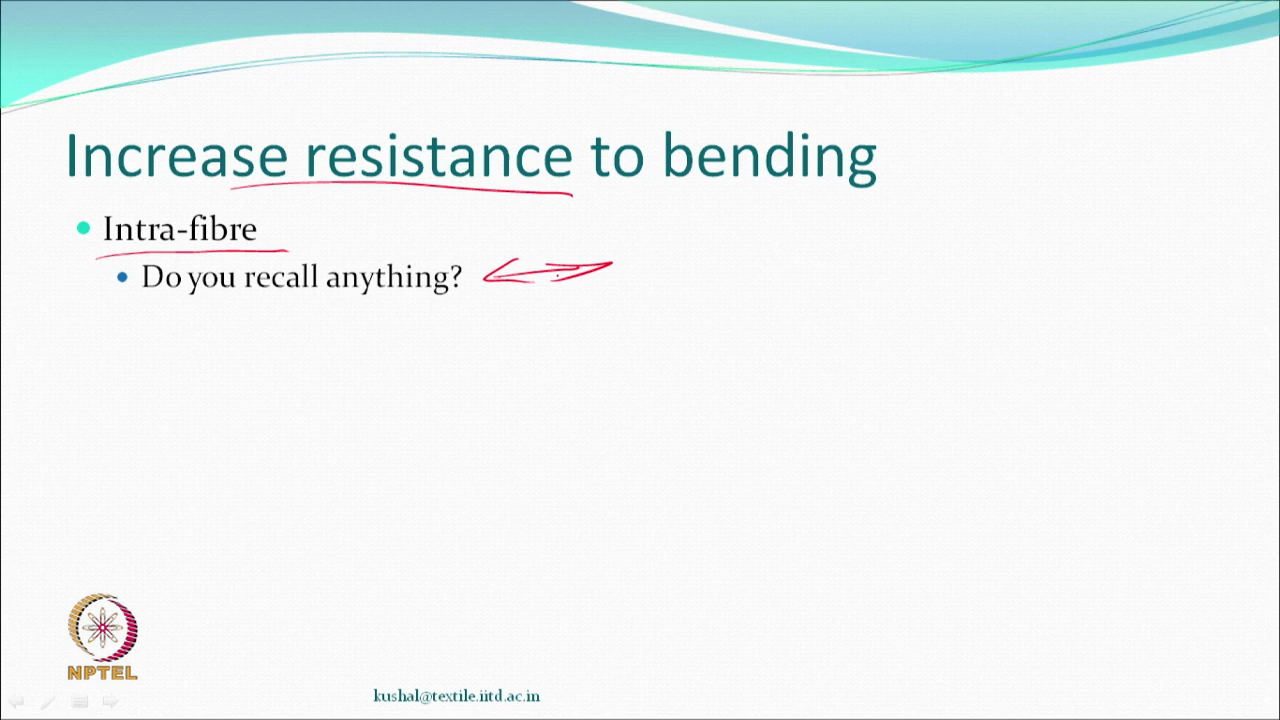 Increase resistance to bending
Intra-fibre
Do you recall anything?
NPTEL
kushal@textile.iitd.ac.in